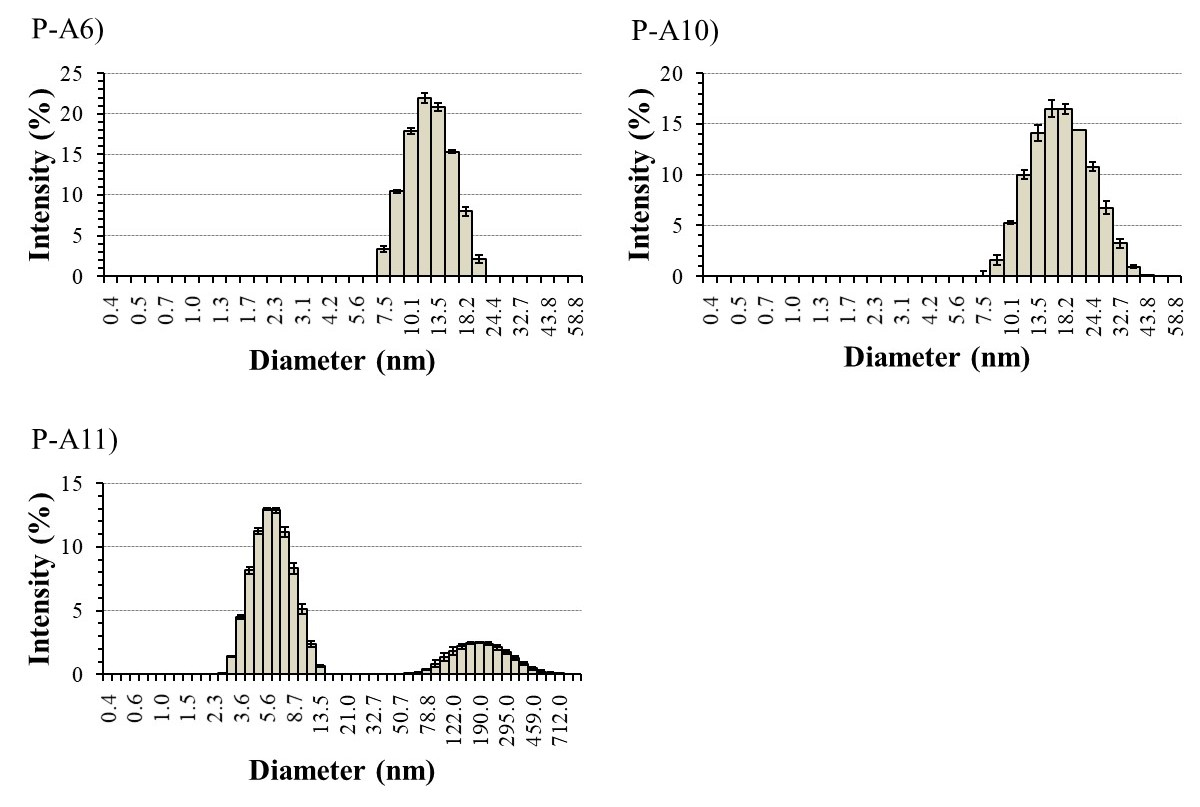 P-A6)
Intensity (%)
25
20
15
10
5
0
0.4 0.5 0.7 1.0 1.3 1.7 2.3 3.1 4.2 5.6 7.5 10.1 13.5 18.2 24.4 32.7 43.8 58.8
Diameter (nm)
P-A10)
Intensity (%)
20
15
10
5
0
0.4 0.5 0.7 1.0 1.3 1.7 2.3 3.1 4.2 5.6 7.5 10.1 13.5 18.2 24.4 32.7 43.8 58.8
Diameter (nm)
P-A11)
Intensity (%)
15
10
5
0
0.4 0.6 1.0 1.5 2.3 3.6 5.6 8.7 13.5 21.0 32.7 50.7 78.8 122.0 190.0 295.0 459.0 712.0
Diameter (nm)